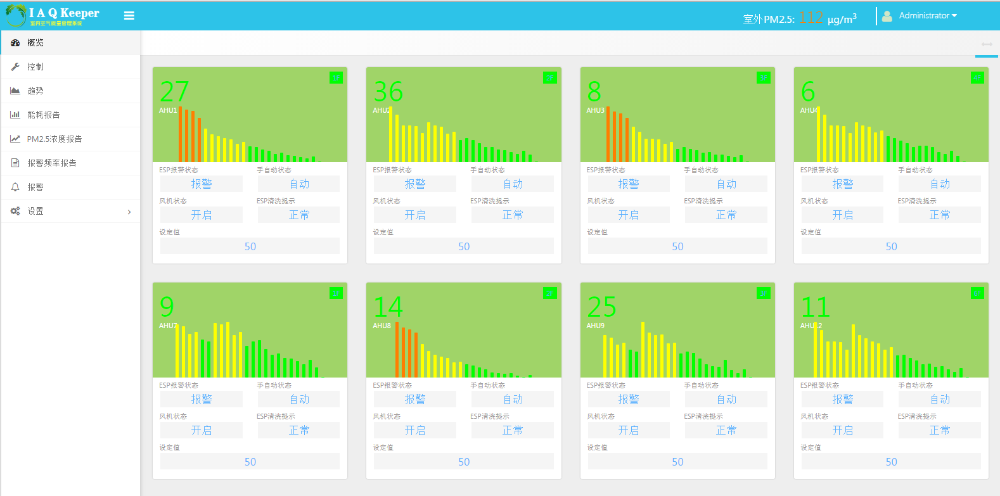 I A Q Keeper
室内空气质量管理系统
室外PM2.5: 112 µg/m³
Administrator
概览
控制
趋势
能耗报告
PM2.5浓度报告
报警频率报告
报警
设置
27
AHU1
ESP报警状态 手自动状态
报警 自动
风机状态 ESP清洗提示
开启 正常
设定值
50
36
AHU2
ESP报警状态 手自动状态
报警 自动
风机状态 ESP清洗提示
开启 正常
设定值
50
8
AHU3
ESP报警状态 手自动状态
报警 自动
风机状态 ESP清洗提示
开启 正常
设定值
50
6
AHU4
ESP报警状态 手自动状态
报警 自动
风机状态 ESP清洗提示
开启 正常
设定值
50
9
AHU7
ESP报警状态 手自动状态
报警 自动
风机状态 ESP清洗提示
开启 正常
设定值
50
14
AHU8
ESP报警状态 手自动状态
报警 自动
风机状态 ESP清洗提示
开启 正常
设定值
50
25
AHU9
ESP报警状态 手自动状态
报警 自动
风机状态 ESP清洗提示
开启 正常
设定值
50
11
AHU12
ESP报警状态 手自动状态
报警 自动
风机状态 ESP清洗提示
开启 正常
设定值
50